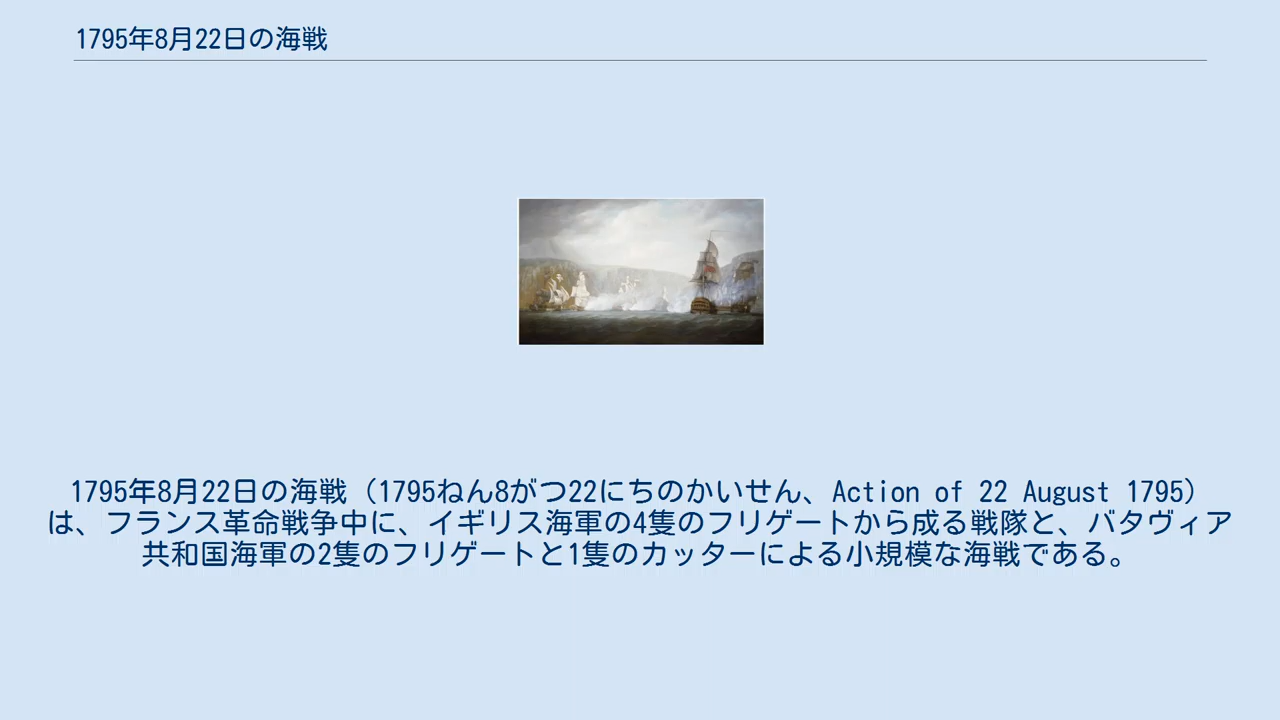 1795年8月22日の海戦
1795年8月22日の海戦（1795ねん8がつ22にちのかいせん、Action of 22 August 1795）
は、フランス革命戦争中に、イギリス海軍の4隻のフリゲートから成る戦隊と、バタヴィア
共和国海軍の2隻のフリゲートと1隻のカッターによる小規模な海戦である。